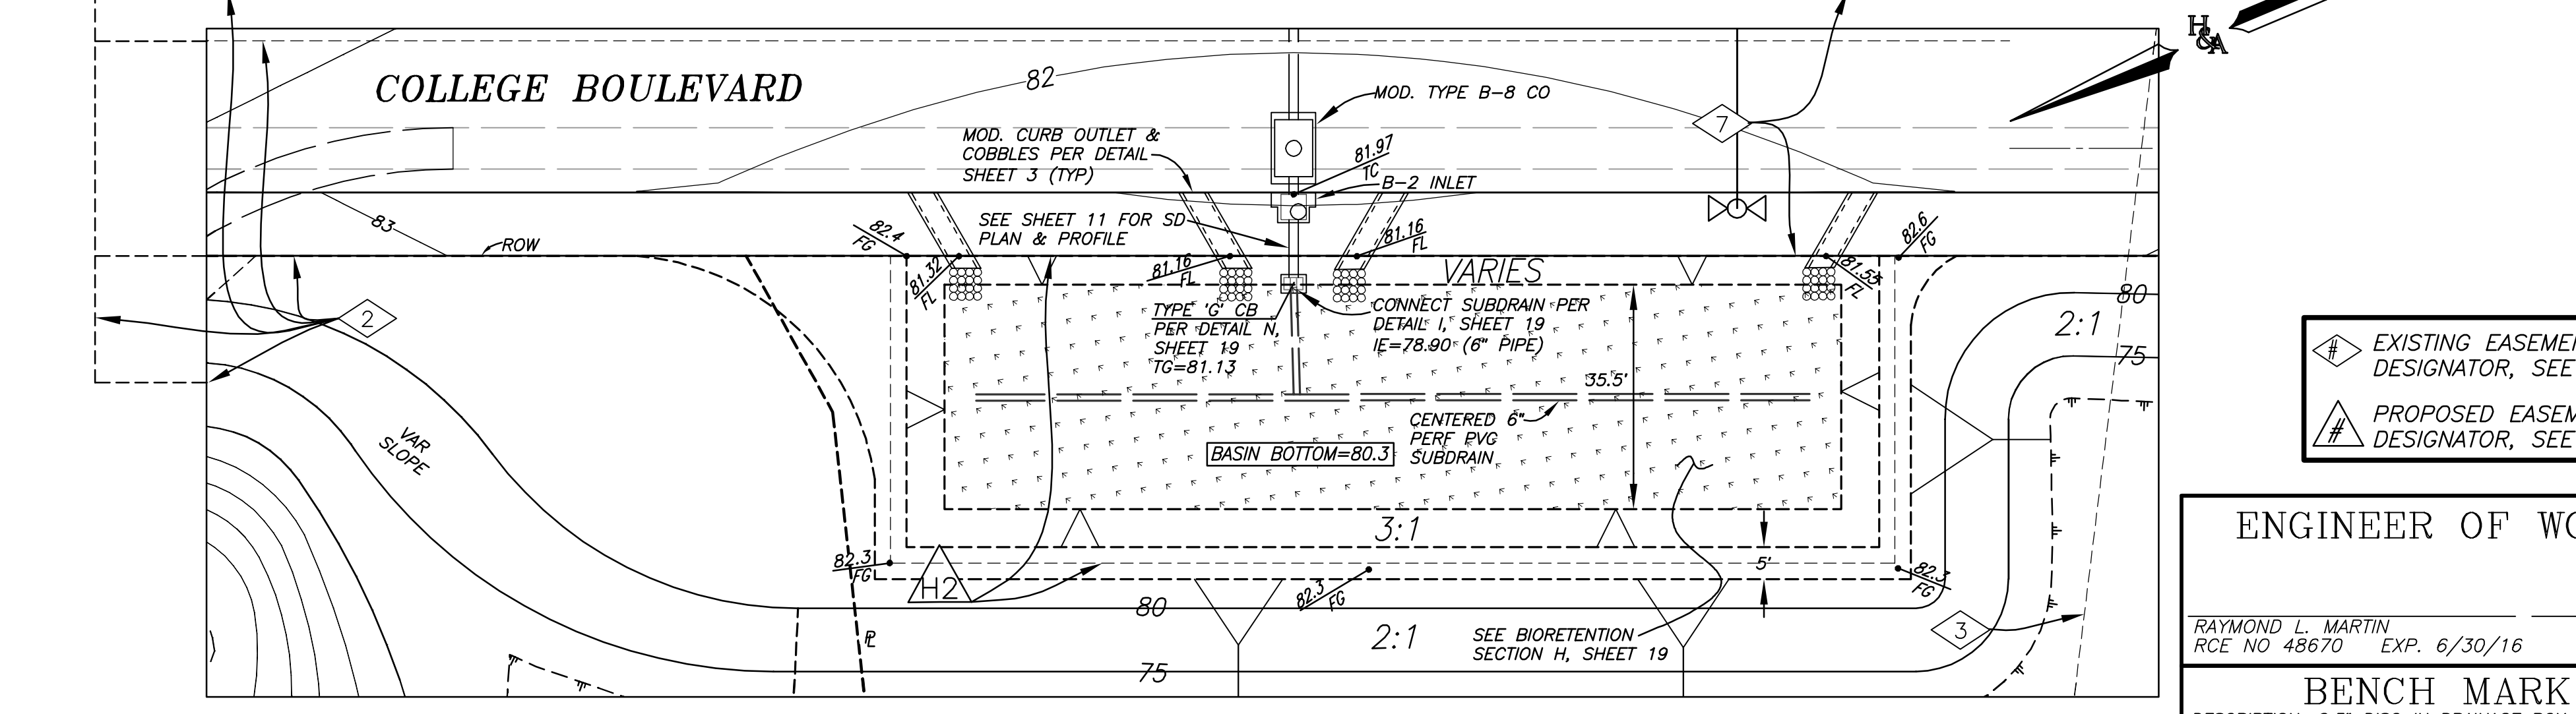 H&A
COLLEGE BOULEVARD
82
MOD. TYPE B-8 CO
7
MOD. CURB OUTLET &
COBBLES PER DETAIL
SHEET 3 (TYP)
81.97
TC
B-2 INLET
83
ROW
82.4
FG
SEE SHEET 11 FOR SD
PLAN & PROFILE
81.16
FL
82.6
FG
81.32
FL
81.16
FL
VARIES
81.55
FL
2
TYPE 'G' CB
PER DETAIL N,
SHEET 19
TG=81.13
CONNECT SUBDRAIN PER
DETAIL I, SHEET 19
IE=78.90 (6" PIPE)
80
2:1
75
35.5'
VAR
SLOPE
CENTERED 6"
PERF PVC
SUBDRAIN
BASIN BOTTOM=80.3
# EXISTING EASEME
DESIGNATOR, SEE
# PROPOSED EASEM
DESIGNATOR, SEE
3:1
5'
82.3
FG
H2
82.3
FG
82.3
FG
80
PL
2:1
75
SEE BIORETENTION
SECTION H, SHEET 19
3
ENGINEER OF WO
RAYMOND L. MARTIN
RCE NO 48670 EXP. 6/30/16
BENCH MARK